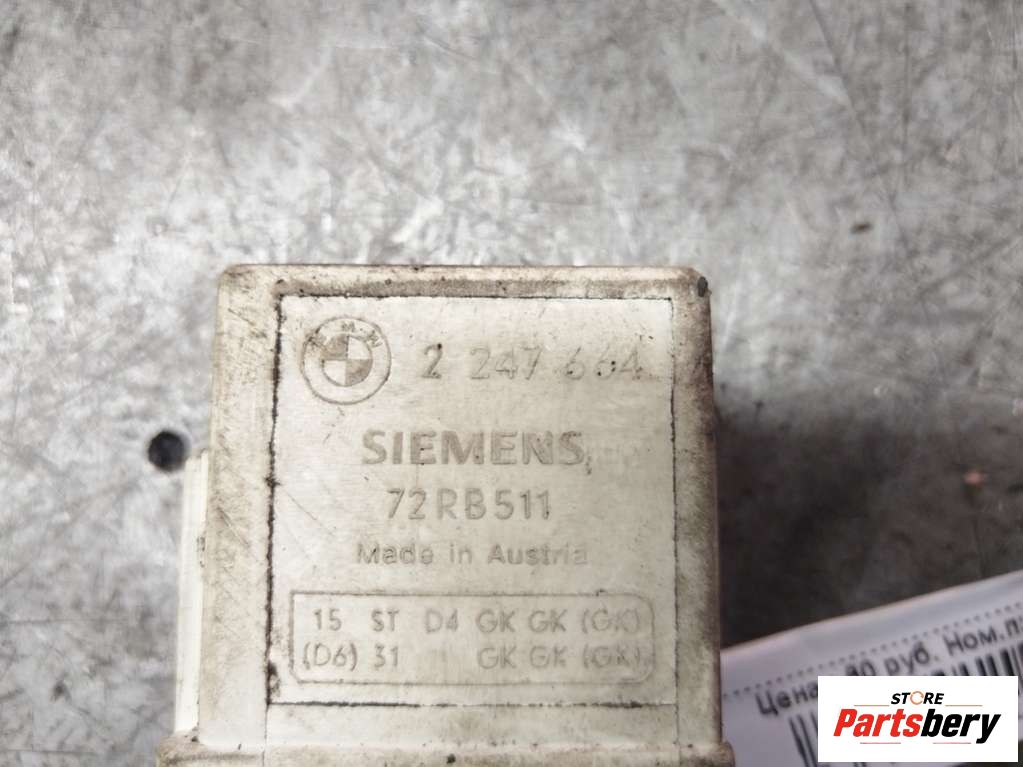 BMW 2 247 664
SIEMENS
72RB511
Made in Austria
15 ST D4 GK GK (GK)
(D6) 31 GK GK (GK)
Цена руб. Ном.
STORE
Partsbery